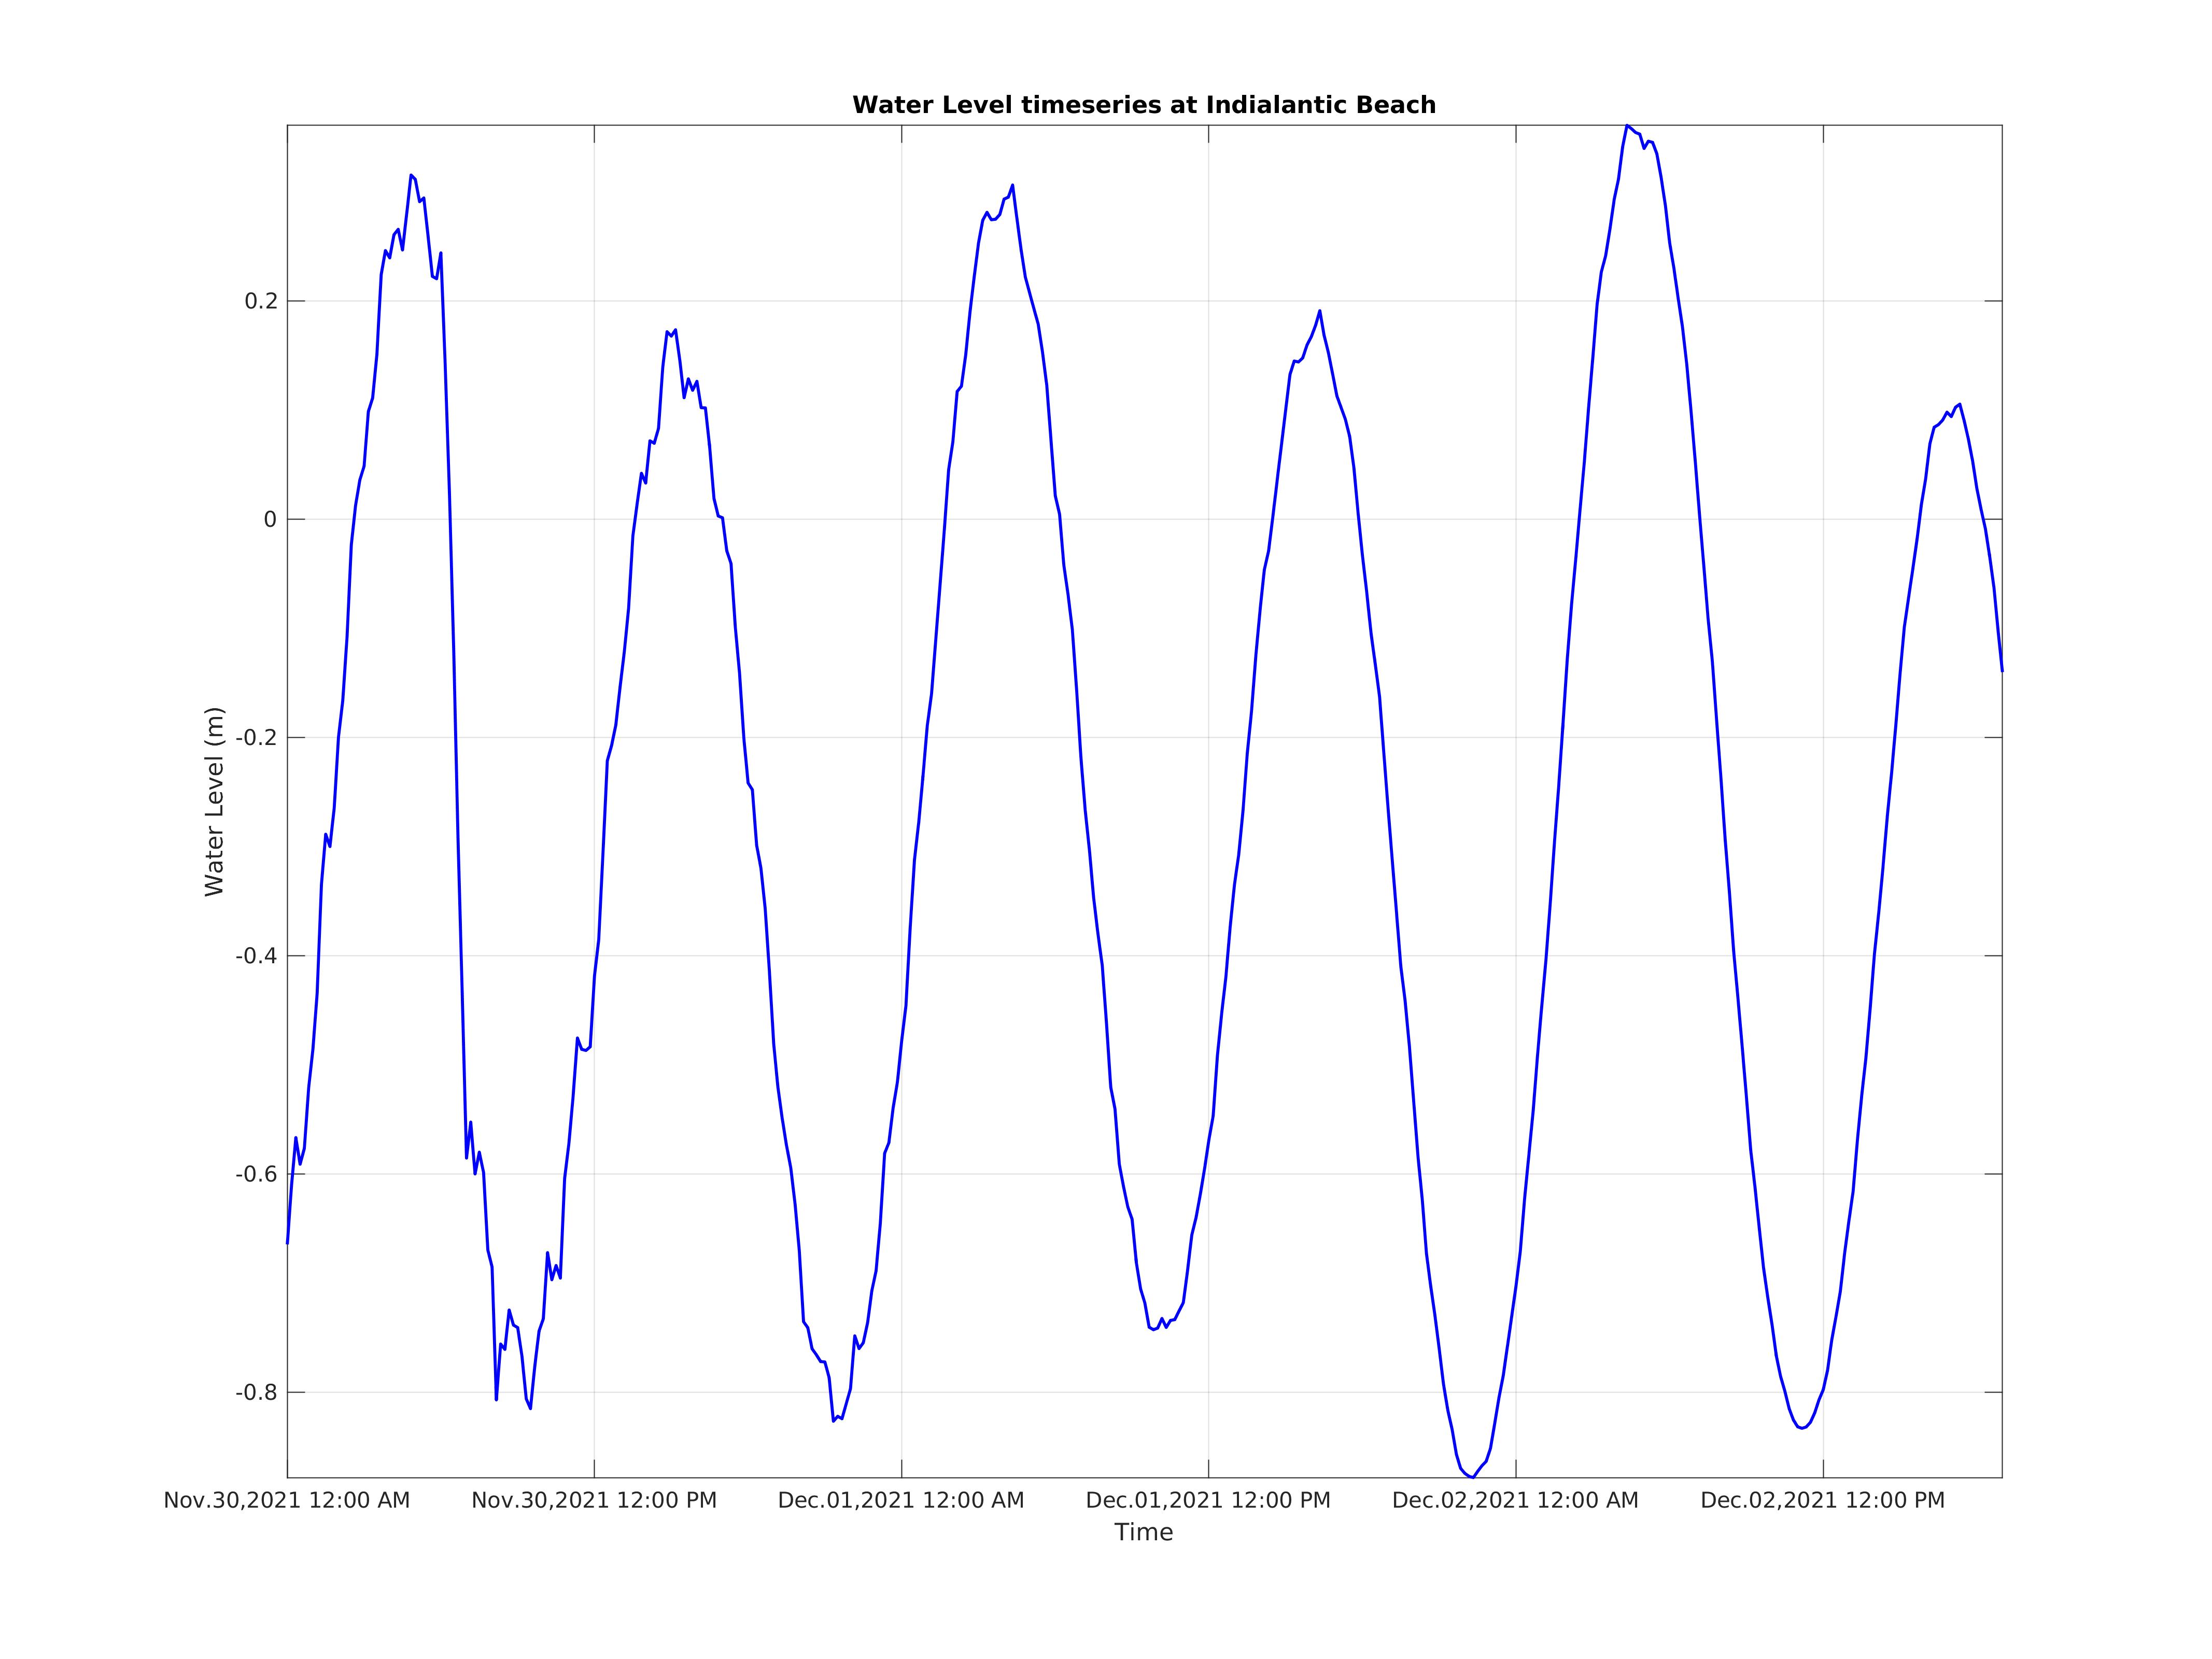 Water Level timeseries at Indialantic Beach
0.2
0
-0.2
-0.4
-0.6
-0.8
Water Level (m)
Nov.30,2021 12:00 AM
Nov.30,2021 12:00 PM
Dec.01,2021 12:00 AM
Dec.01,2021 12:00 PM
Dec.02,2021 12:00 AM
Dec.02,2021 12:00 PM
Time